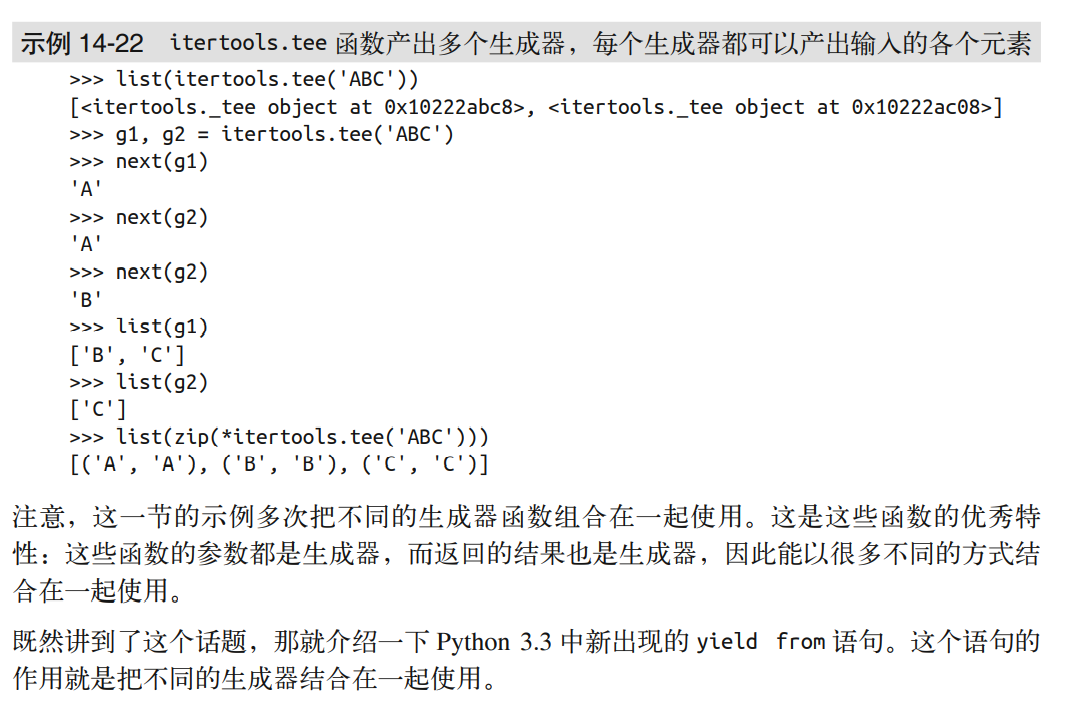 示例 14-22 itertools.tee 函数产出多个生成器，每个生成器都可以产出输入的各个元素
>>> list(itertools.tee('ABC'))
[<itertools._tee object at 0x10222abc8>, <itertools._tee object at 0x10222ac08>]
>>> g1, g2 = itertools.tee('ABC')
>>> next(g1)
'A'
>>> next(g2)
'A'
>>> next(g2)
'B'
>>> list(g1)
['B', 'C']
>>> list(g2)
['C']
>>> list(zip(*itertools.tee('ABC')))
[('A', 'A'), ('B', 'B'), ('C', 'C')]
注意，这一节的示例多次把不同的生成器函数组合在一起使用。这是这些函数的优秀特
性：这些函数的参数都是生成器，而返回的结果也是生成器，因此能以很多不同的方式结
合在一起使用。
既然讲到了这个话题，那就介绍一下 Python 3.3 中新出现的 yield from 语句。这个语句的
作用就是把不同的生成器结合在一起使用。